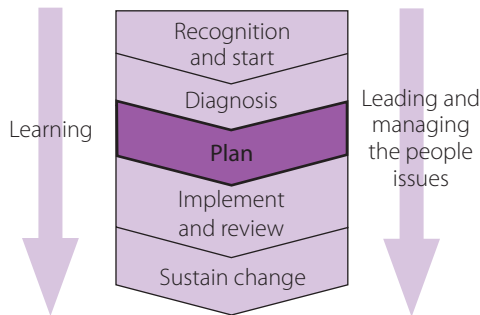 Recognition
and start
Diagnosis
Learning
Plan
Leading and
managing
the people
issues
Implement
and review
Sustain change